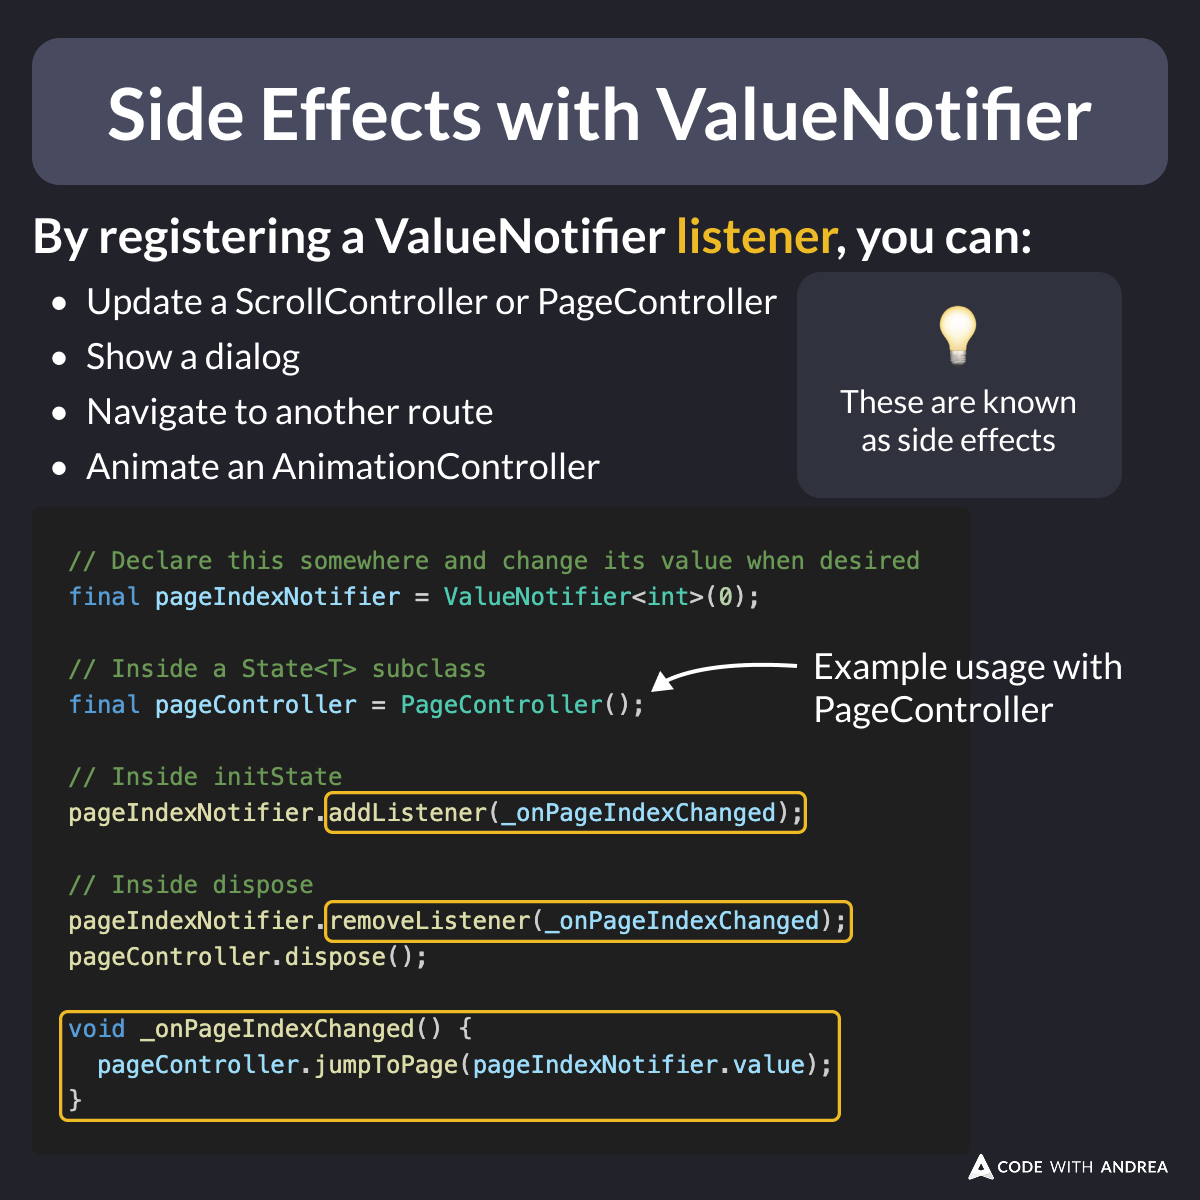 Side Effects with ValueNotifier
By registering a ValueNotifier listener, you can:
• Update a ScrollController or PageController
• Show a dialog
• Navigate to another route
• Animate an AnimationController
These are known
as side effects
// Declare this somewhere and change its value when desired
final pageIndexNotifier = ValueNotifier<int>(0);
// Inside a State<T> subclass
final pageController = PageController();
Example usage with
PageController
// Inside initState
pageIndexNotifier.addListener(_onPageIndexChanged);
// Inside dispose
pageIndexNotifier.removeListener(_onPageIndexChanged);
pageController.dispose();
void _onPageIndexChanged() {
  pageController.jumpToPage(pageIndexNotifier.value);
}
CODE WITH ANDREA